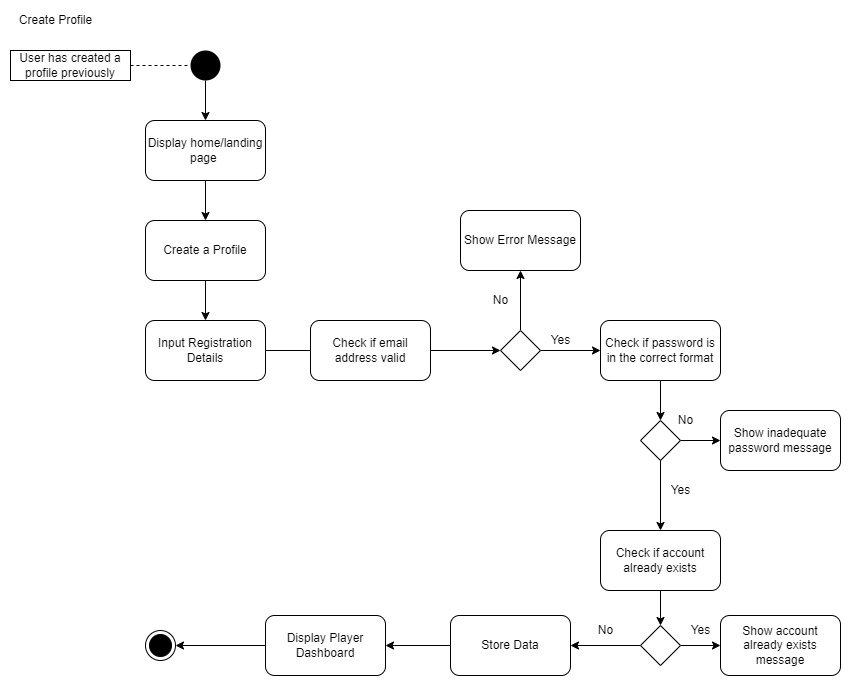 Create Profile
User has created a
profile previously
Display home/landing
page
Create a Profile
Show Error Message
No
Input Registration
Details
Check if email
address valid
Yes
Check if password is
in the correct format
No
Show inadequate
password message
Yes
Check if account
already exists
Display Player
Dashboard
Store Data
No
Yes
Show account
already exists
message